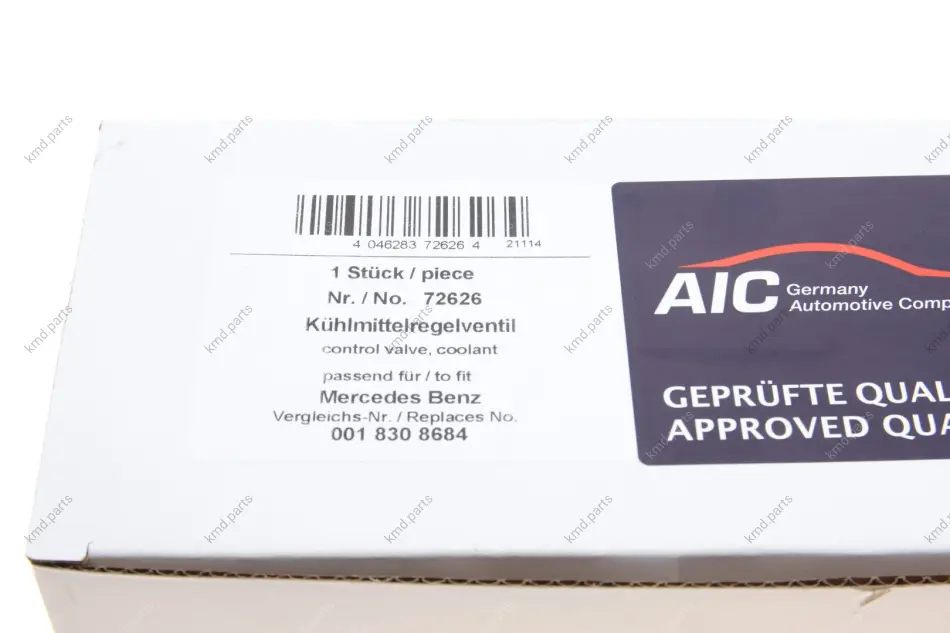 4 046283 72626 4 21114
1 Stück / piece
Nr. / No. 72626
Kühlmittelregelventil
control valve, coolant
passend für / to fit
Mercedes Benz
Vergleichs-Nr. / Replaces No.
001 830 8684
AIC Germany
Automotive Comp
GEPRÜFTE QUAL
APPROVED QUA
kmd.parts